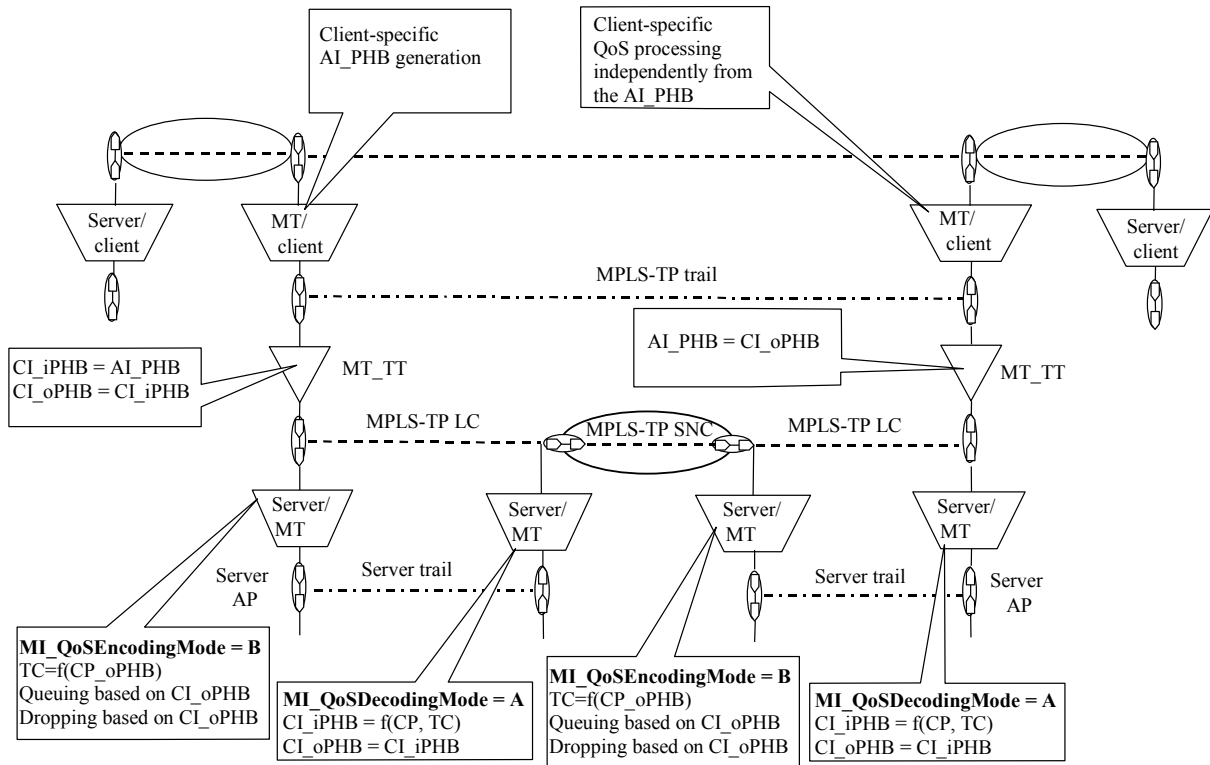 Client-specific
AI_PHB generation
Client-specific
QoS processing
independently from
the AI_PHB
Server/
client
MT/
client
MT/
client
Server/
client
MPLS-TP trail
CI_iPHB = AI_PHB
CI_oPHB = CI_iPHB
MT_TT
AI_PHB = CI_oPHB
MT_TT
MPLS-TP LC
MPLS-TP SNC
MPLS-TP LC
Server/
MT
Server/
MT
Server/
MT
Server/
MT
Server
AP
Server trail
Server trail
Server
AP
MI_QoSEncodingMode = B
TC=f(CP_oPHB)
Queuing based on CI_oPHB
Dropping based on CI_oPHB
MI_QoSDecodingMode = A
CI_iPHB = f(CP, TC)
CI_oPHB = CI_iPHB
MI_QoSEncodingMode = B
TC=f(CP_oPHB)
Queuing based on CI_oPHB
Dropping based on CI_oPHB
MI_QoSDecodingMode = A
CI_iPHB = f(CP, TC)
CI_oPHB = CI_iPHB